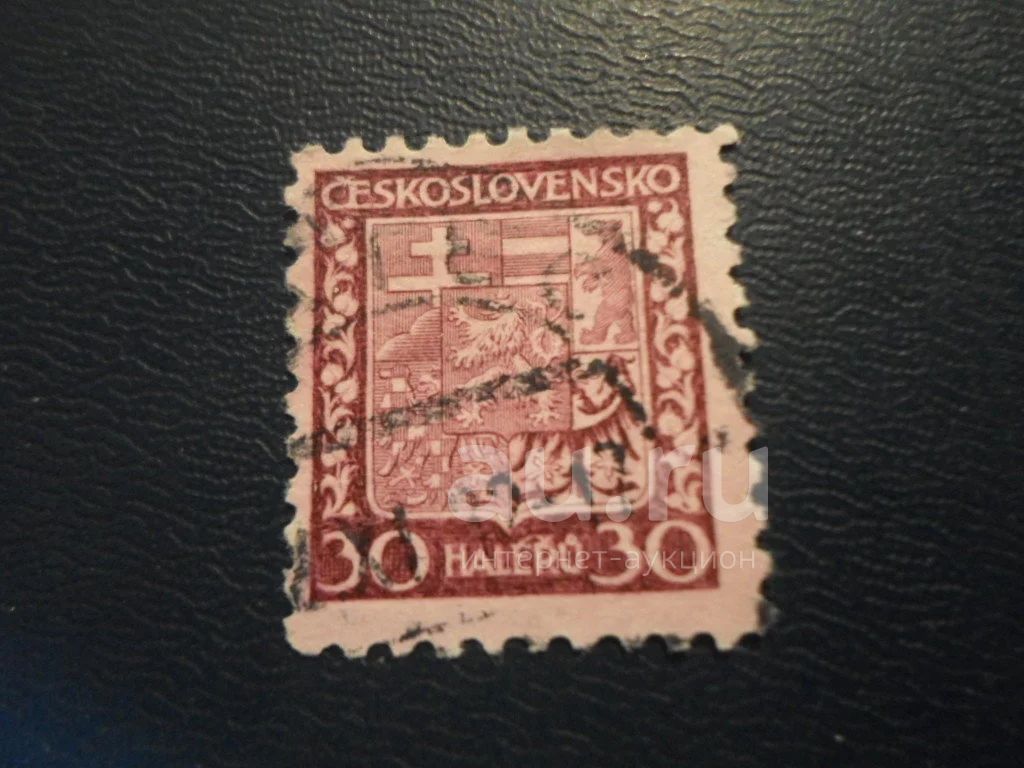 ČESKOSLOVENSKO
30 HALÉŘŮ 30
au.ru
интернет-аукцион